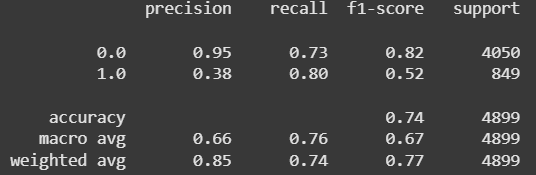 precision recall f1-score support
0.0 0.95 0.73 0.82 4050
1.0 0.38 0.80 0.52 849
accuracy 0.74 4899
macro avg 0.66 0.76 0.67 4899
weighted avg 0.85 0.74 0.77 4899